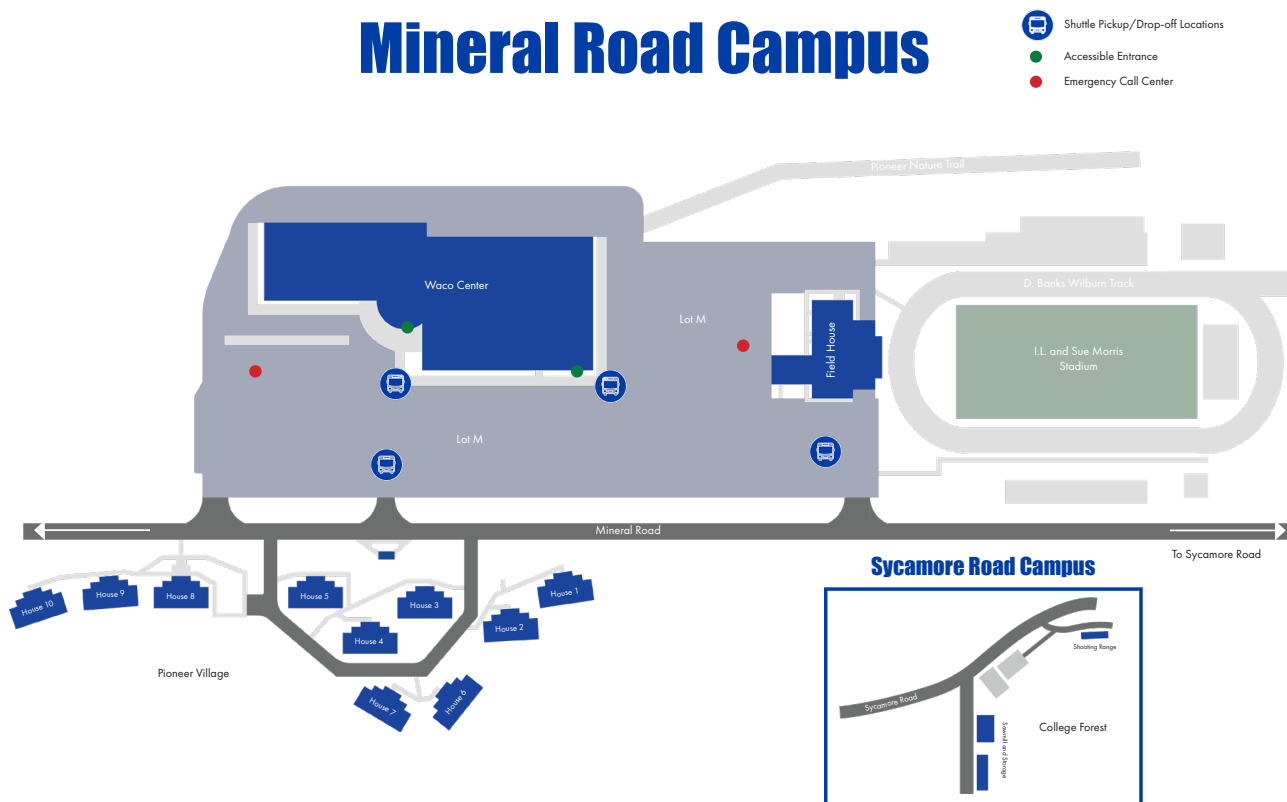 Mineral Road Campus
Shuttle Pickup/Drop-off Locations
Accessible Entrance
Emergency Call Center
Pioneer Nature Trail
Waco Center
D. Banks Wilburn Track
Lot M
Field House
I.L. and Sue Morris
Stadium
Lot M
Mineral Road
To Sycamore Road
House 10
House 9
House 8
House 5
House 3
House 1
House 4
House 2
Pioneer Village
House 7
House 6
Sycamore Road Campus
Shooting Range
Sycamore Road
College Forest
Sawmill and Storage